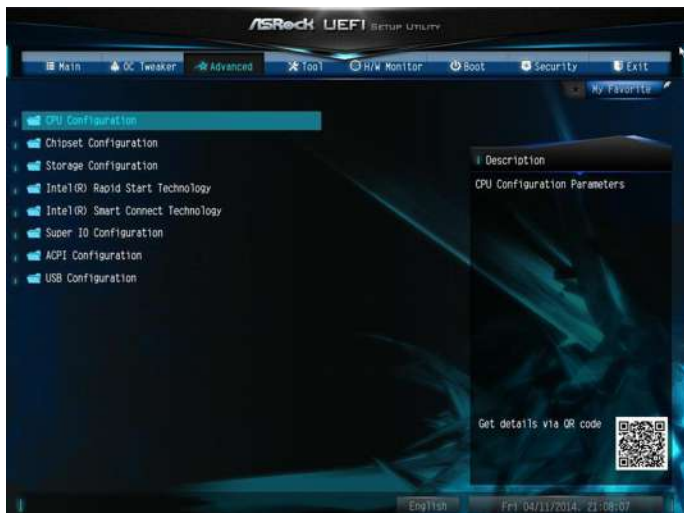 ASRock UEFI SETUP UTILITY
Main OC Tweaker Advanced Tool H/W Monitor Boot Security Exit
My Favorite
CPU Configuration
Chipset Configuration
Storage Configuration
Intel(R) Rapid Start Technology
Intel(R) Smart Connect Technology
Super IO Configuration
ACPI Configuration
USB Configuration
Description
CPU Configuration Parameters
Get details via QR code
English
Fri 04/11/2014. 21:08:07